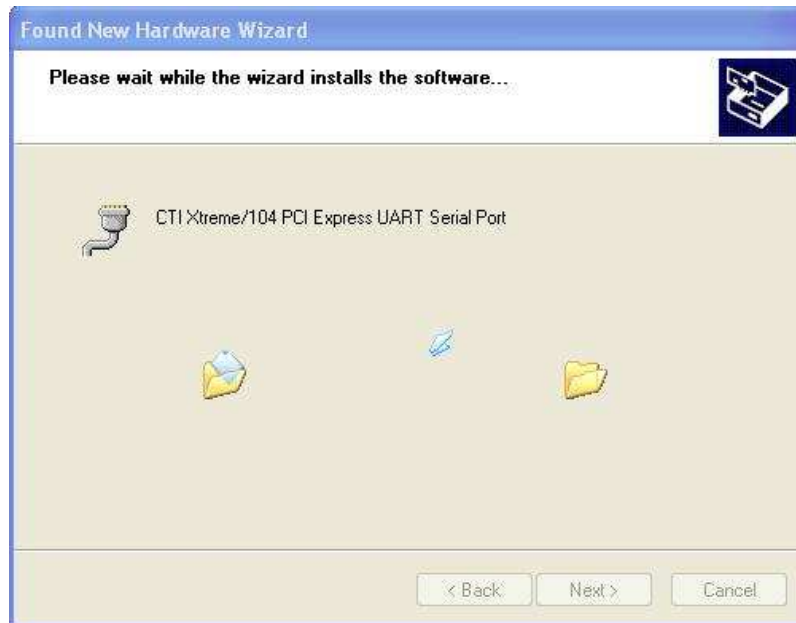 Found New Hardware Wizard
Please wait while the wizard installs the software...
CTI Xtreme/104 PCI Express UART Serial Port
< Back
Next >
Cancel